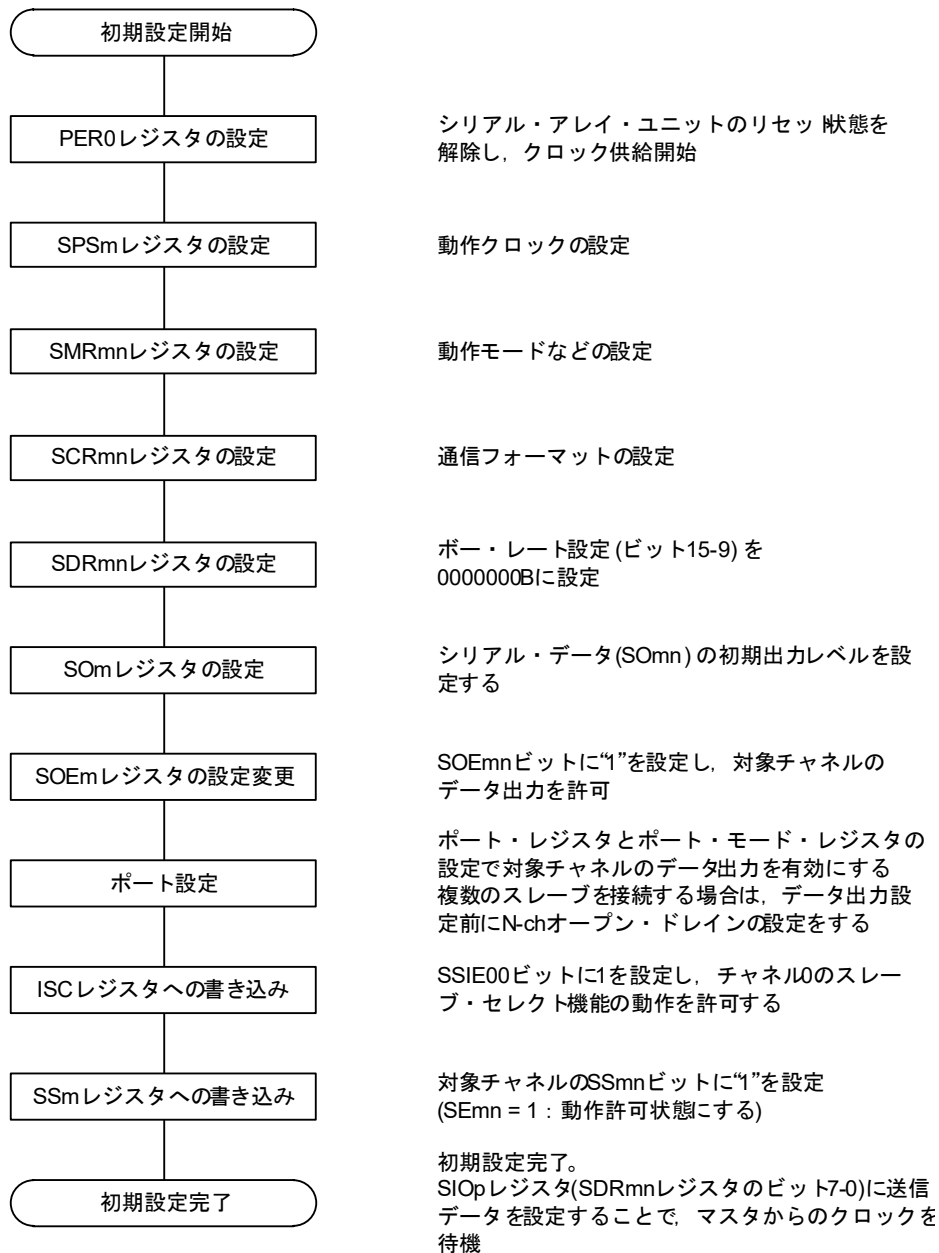 初期設定開始
PER0レジスタの設定
シリアル・アレイ・ユニットのリセット状態を
解除し，クロック供給開始
SPSmレジスタの設定
動作クロックの設定
SMRmnレジスタの設定
動作モードなどの設定
SCRmnレジスタの設定
通信フォーマットの設定
SDRmnレジスタの設定
ボー・レート設定 (ビット15-9) を
0000000Bに設定
SOmレジスタの設定
シリアル・データ(SOmn) の初期出力レベルを設
定する
SOEmレジスタの設定変更
SOEmnビットに“1”を設定し，対象チャネルの
データ出力を許可
ポート設定
ポート・レジスタとポート・モード・レジスタの
設定で対象チャネルのデータ出力を有効にする
複数のスレーブを接続する場合は，データ出力設
定前にN-chオープン・ドレインの設定をする
ISCレジスタへの書き込み
SSIE00ビットに1を設定し，チャネル0のスレー
ブ・セレクト機能の動作を許可する
SSmレジスタへの書き込み
対象チャネルのSSmnビットに“1”を設定
(SEmn = 1：動作許可状態にする)
初期設定完了
初期設定完了。
SIOpレジスタ(SDRmnレジスタのビット7-0)に送信
データを設定することで，マスタからのクロックを
待機